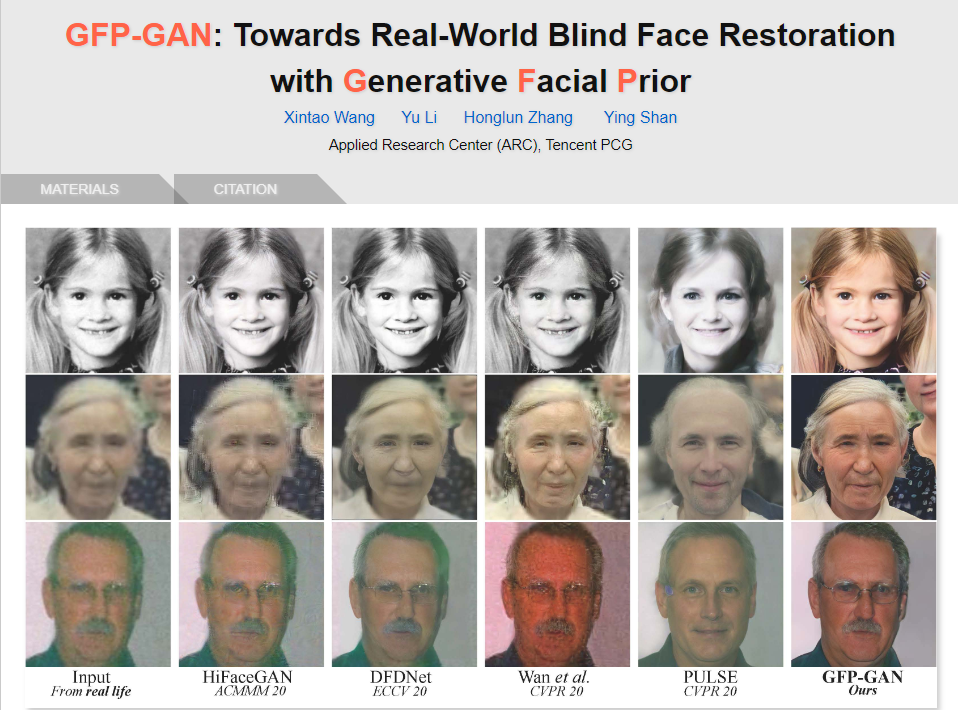 GFP-GAN: Towards Real-World Blind Face Restoration
with Generative Facial Prior
Xintao Wang Yu Li Honglun Zhang Ying Shan
Applied Research Center (ARC), Tencent PCG
MATERIALS CITATION
Input HiFaceGAN DFDNet Wan et al. PULSE GFP-GAN
From real life ACMMM 20 ECCV 20 CVPR 20 CVPR 20 Ours